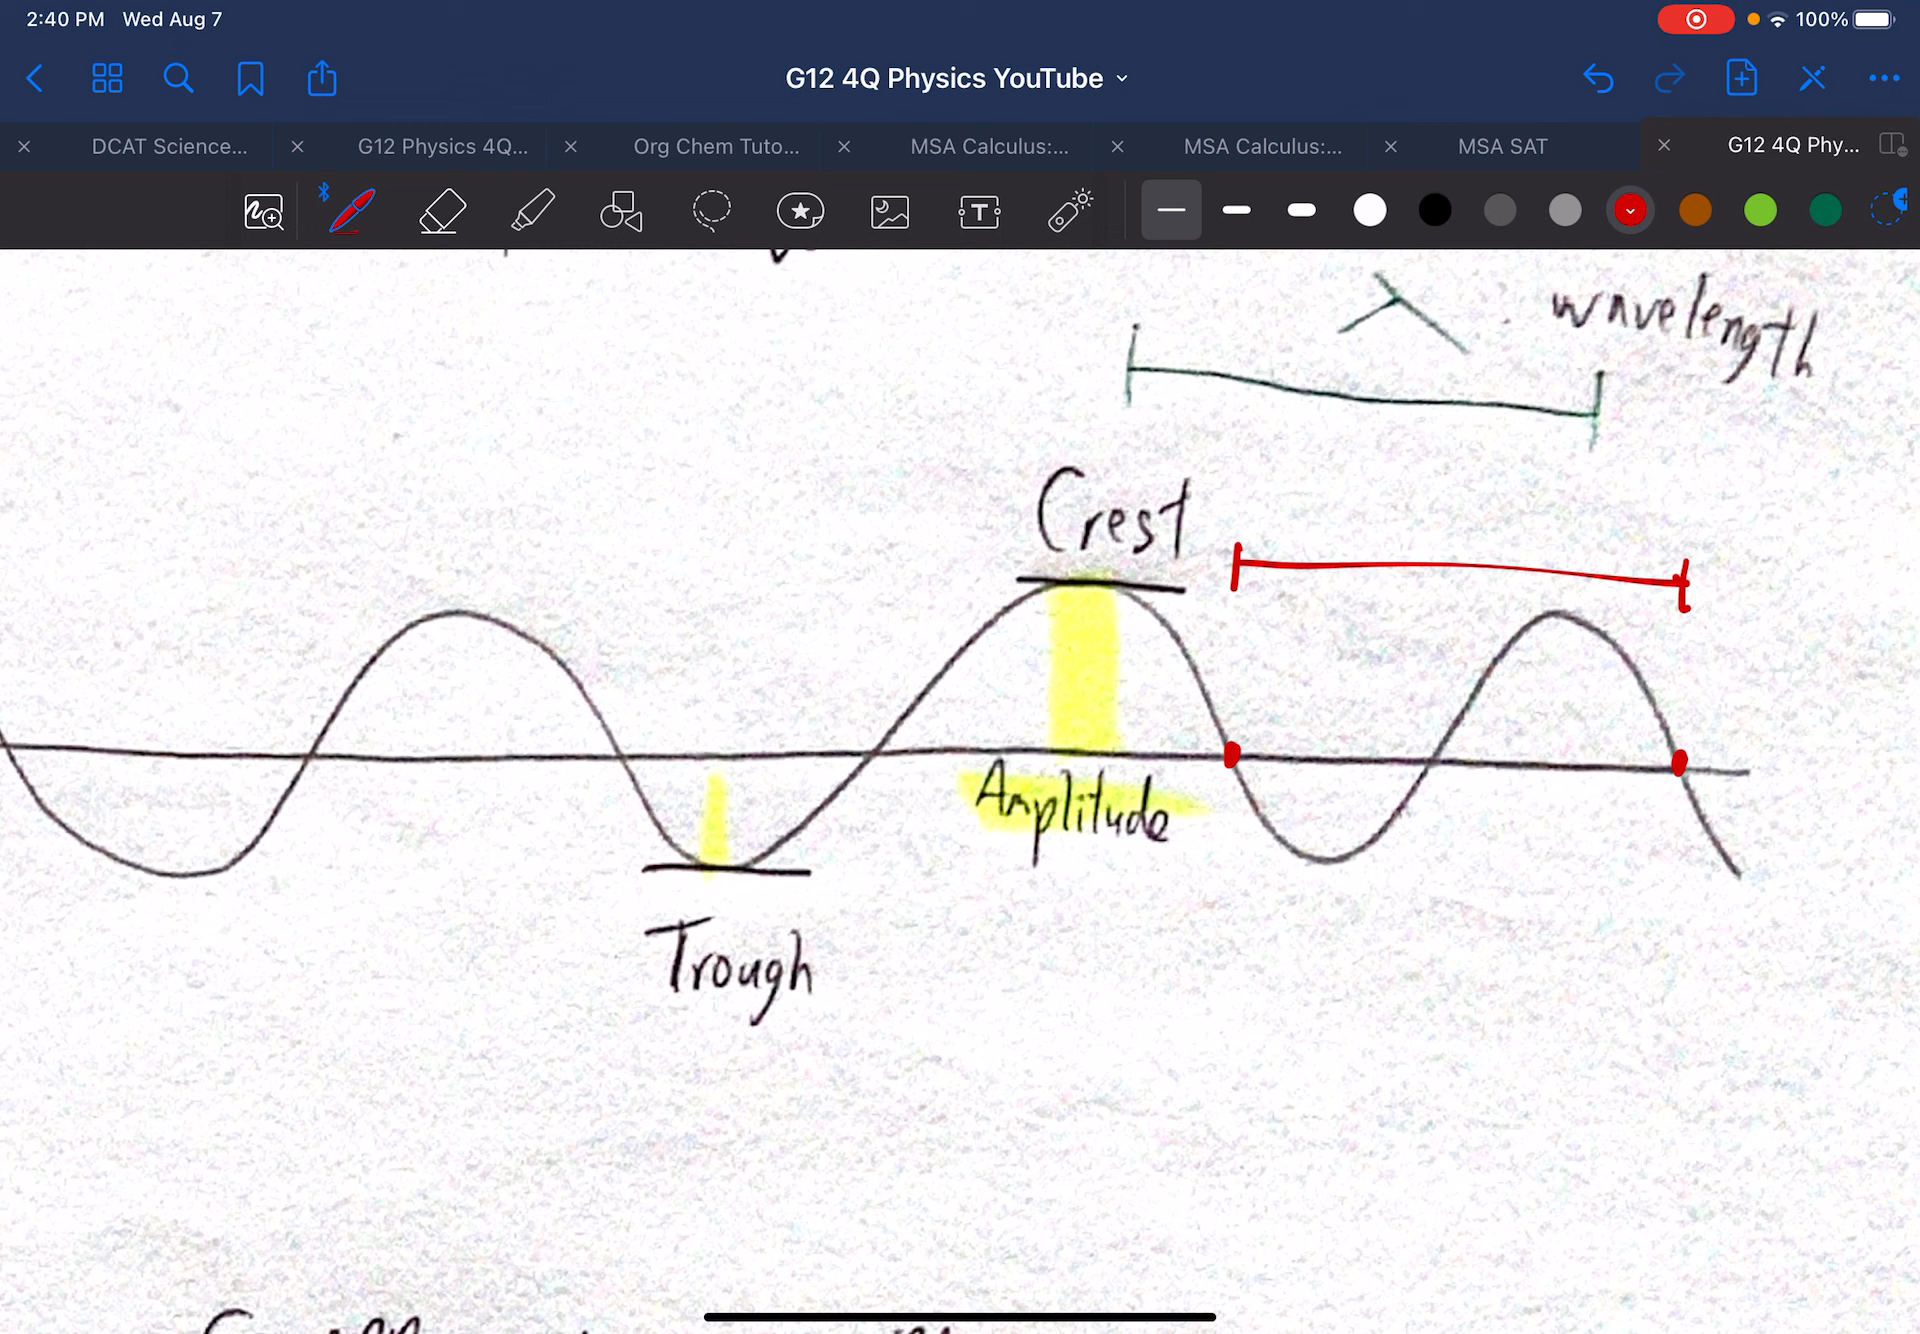 2:40 PM Wed Aug 7
100%
G12 4Q Physics YouTube
DCAT Science...
G12 Physics 4Q...
Org Chem Tuto...
MSA Calculus:...
MSA Calculus:...
MSA SAT
G12 4Q Phy...
T
λ
wavelength
Crest
Amplitude
Trough